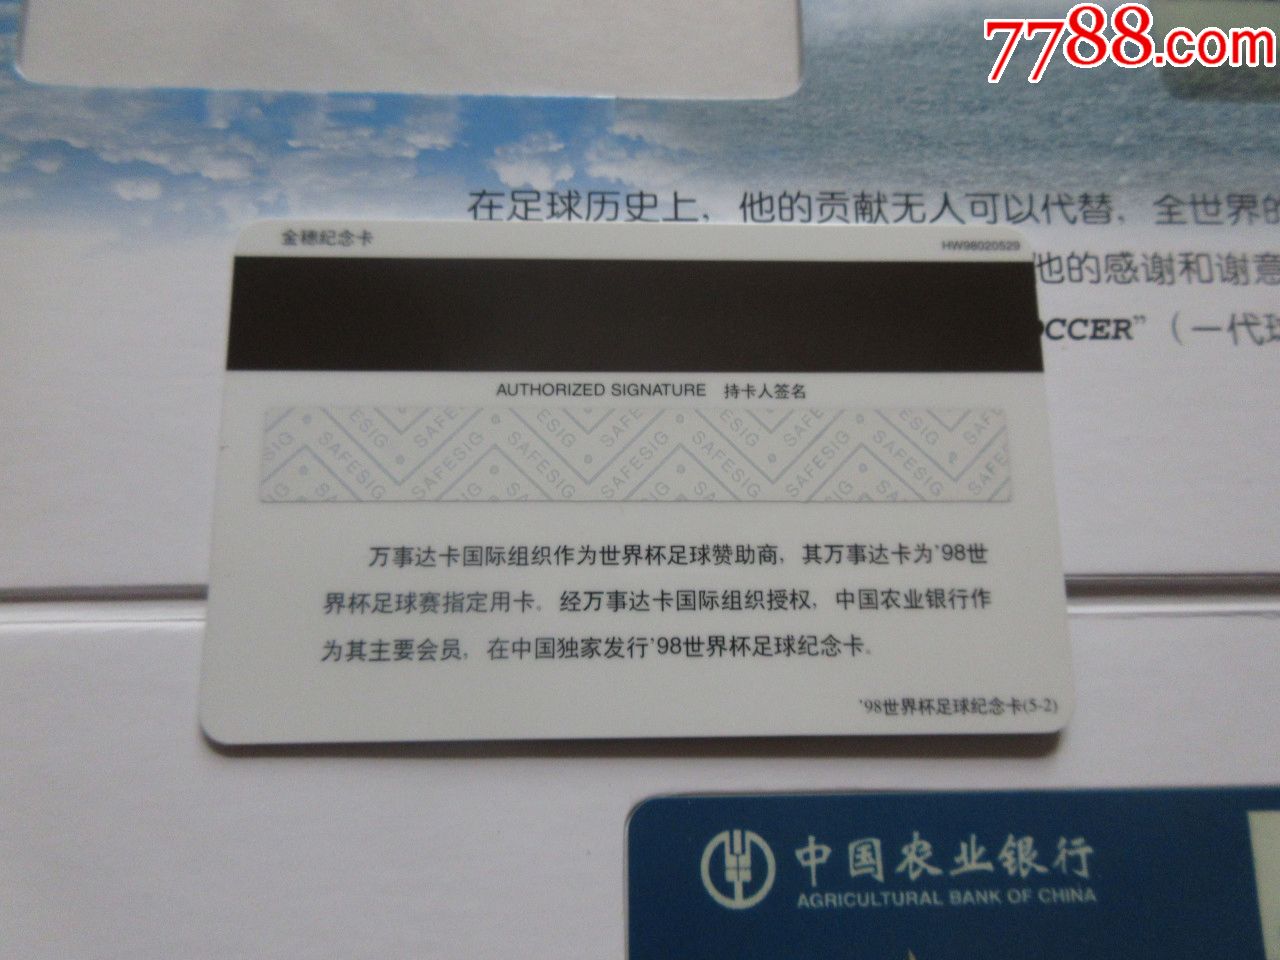 7788.com
在足球历史上，他的贡献无人可以代替，全世界的
他的感谢和谢意
OCCER”（一代球
金穗纪念卡
HW98020529
AUTHORIZED SIGNATURE 持卡人签名
SAFESIG SAFESIG SAFESIG SAFESIG
万事达卡国际组织作为世界杯足球赞助商，其万事达卡为’98世
界杯足球赛指定用卡。经万事达卡国际组织授权，中国农业银行作
为其主要会员，在中国独家发行’98世界杯足球纪念卡。
’98世界杯足球纪念卡(5-2)
中国农业银行
AGRICULTURAL BANK OF CHINA